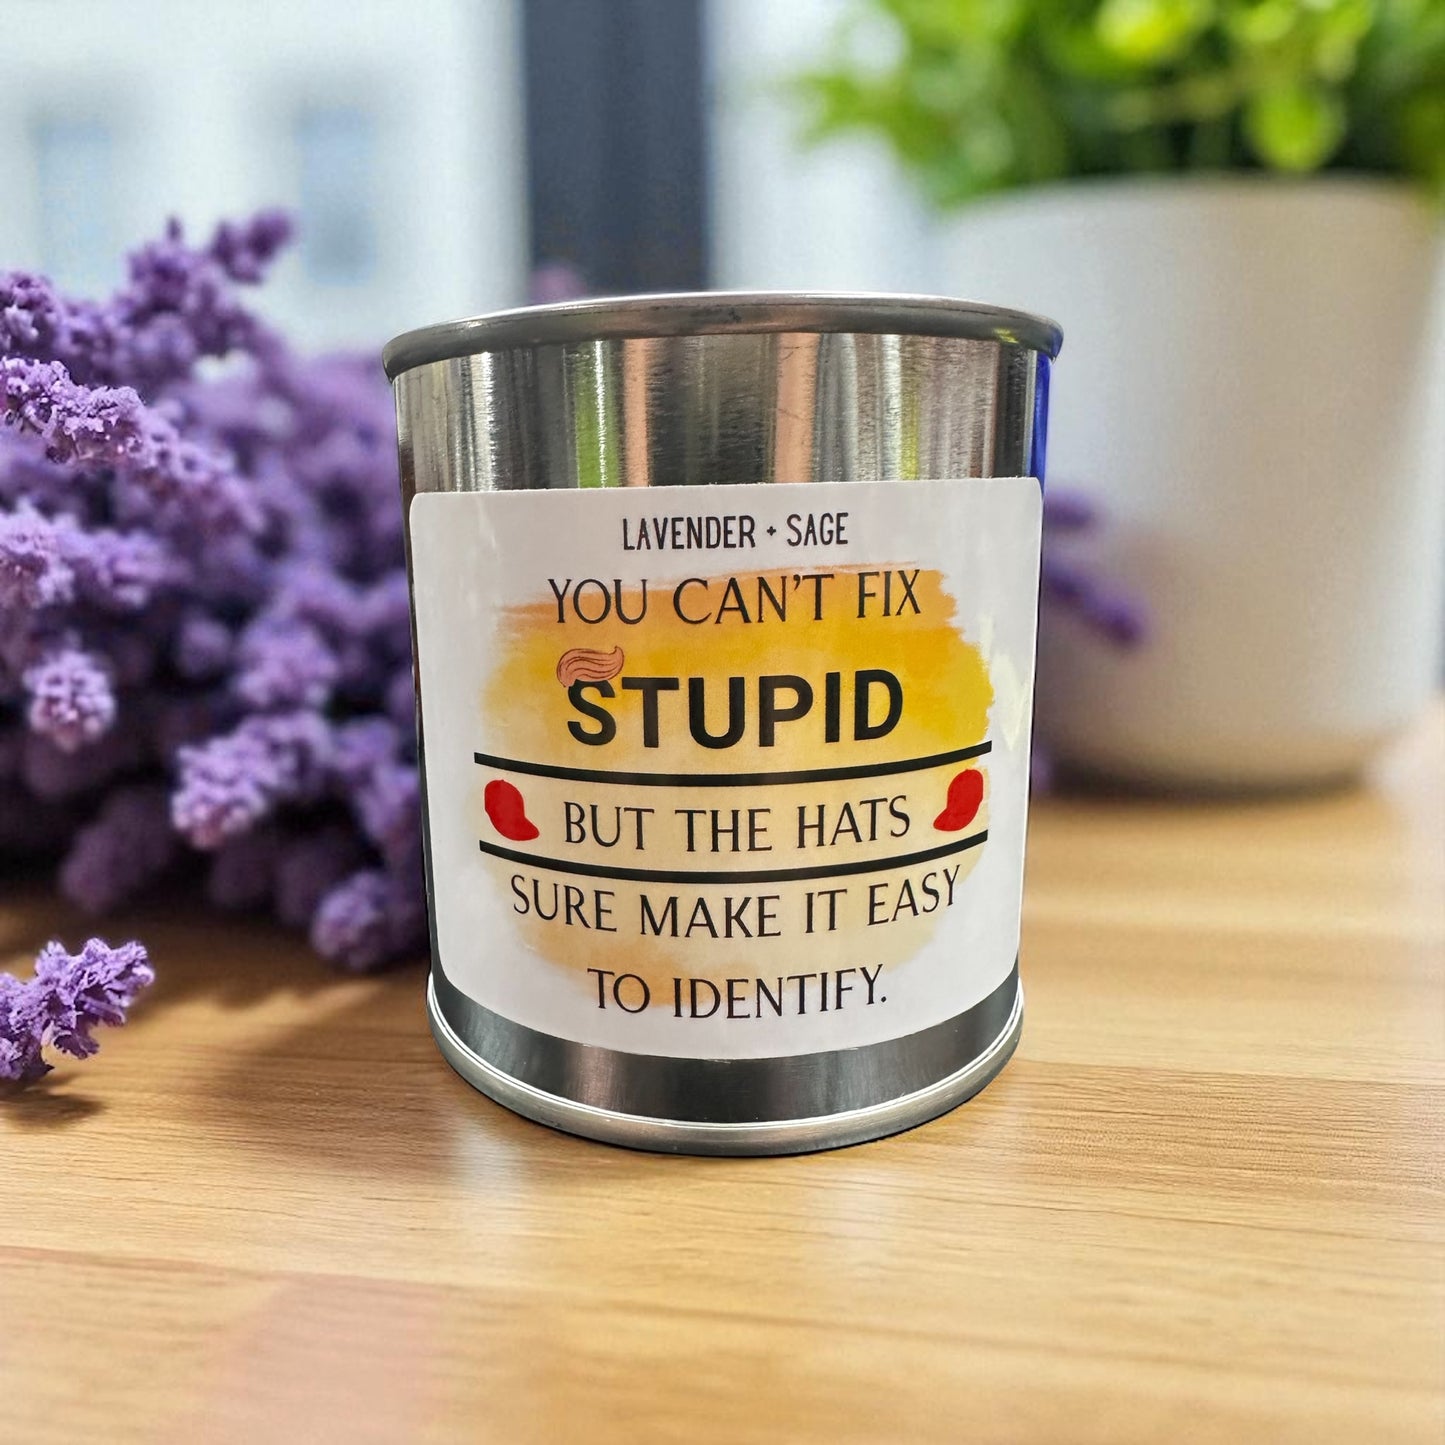 LAVENDER + SAGE
YOU CAN'T FIX
STUPID
BUT THE HATS
SURE MAKE IT EASY
TO IDENTIFY.